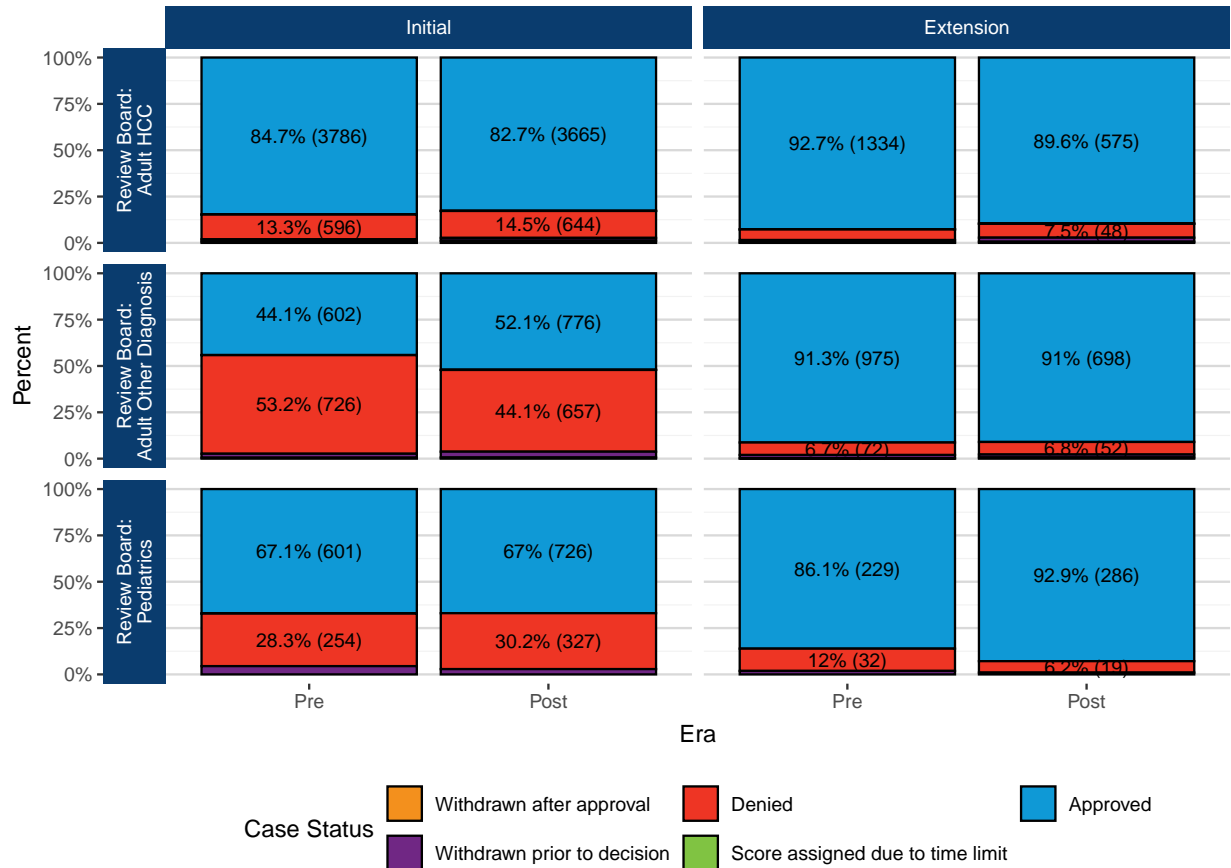 Initial
Extension
Review Board:
Adult HCC
100%
75%
50%
25%
0%
84.7% (3786)
13.3% (596)
82.7% (3665)
14.5% (644)
92.7% (1334)
89.6% (575)
7.5% (48)
Review Board:
Adult Other Diagnosis
100%
75%
50%
25%
0%
44.1% (602)
53.2% (726)
52.1% (776)
44.1% (657)
91.3% (975)
6.7% (72)
91% (698)
6.8% (52)
Review Board:
Pediatrics
100%
75%
50%
25%
0%
67.1% (601)
28.3% (254)
67% (726)
30.2% (327)
86.1% (229)
12% (32)
92.9% (286)
6.2% (19)
Percent
Pre
Post
Pre
Post
Era
Case Status
Withdrawn after approval
Denied
Approved
Withdrawn prior to decision
Score assigned due to time limit